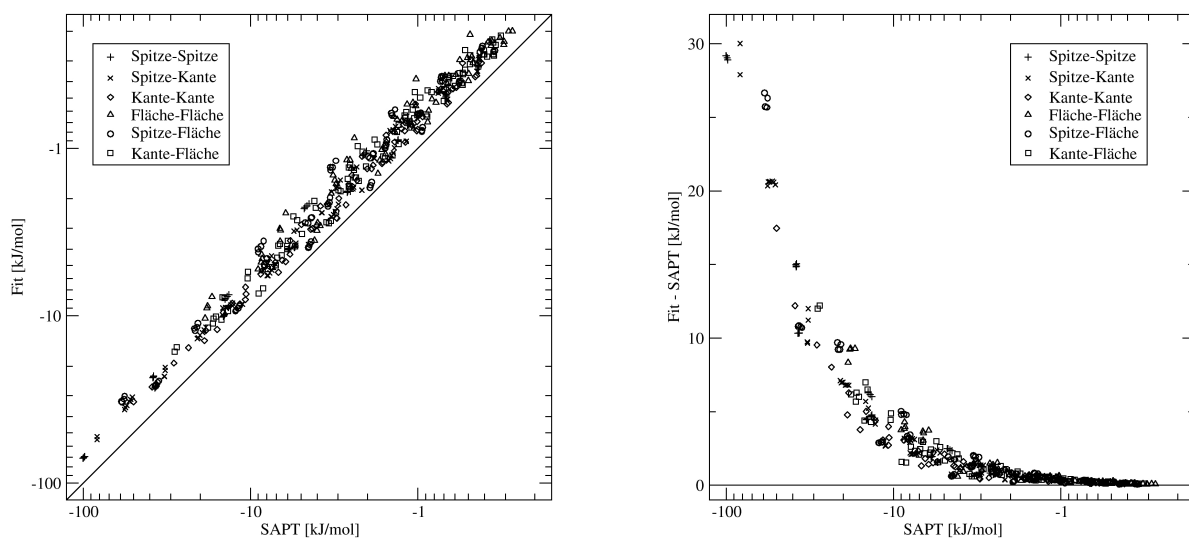 Fit [kJ/mol]
-1
-10
-100
Spitze-Spitze
Spitze-Kante
Kante-Kante
Fläche-Fläche
Spitze-Fläche
Kante-Fläche
-100 -10 -1
SAPT [kJ/mol]
Fit - SAPT [kJ/mol]
30
20
10
0
Spitze-Spitze
Spitze-Kante
Kante-Kante
Fläche-Fläche
Spitze-Fläche
Kante-Fläche
-100 -10 -1
SAPT [kJ/mol]